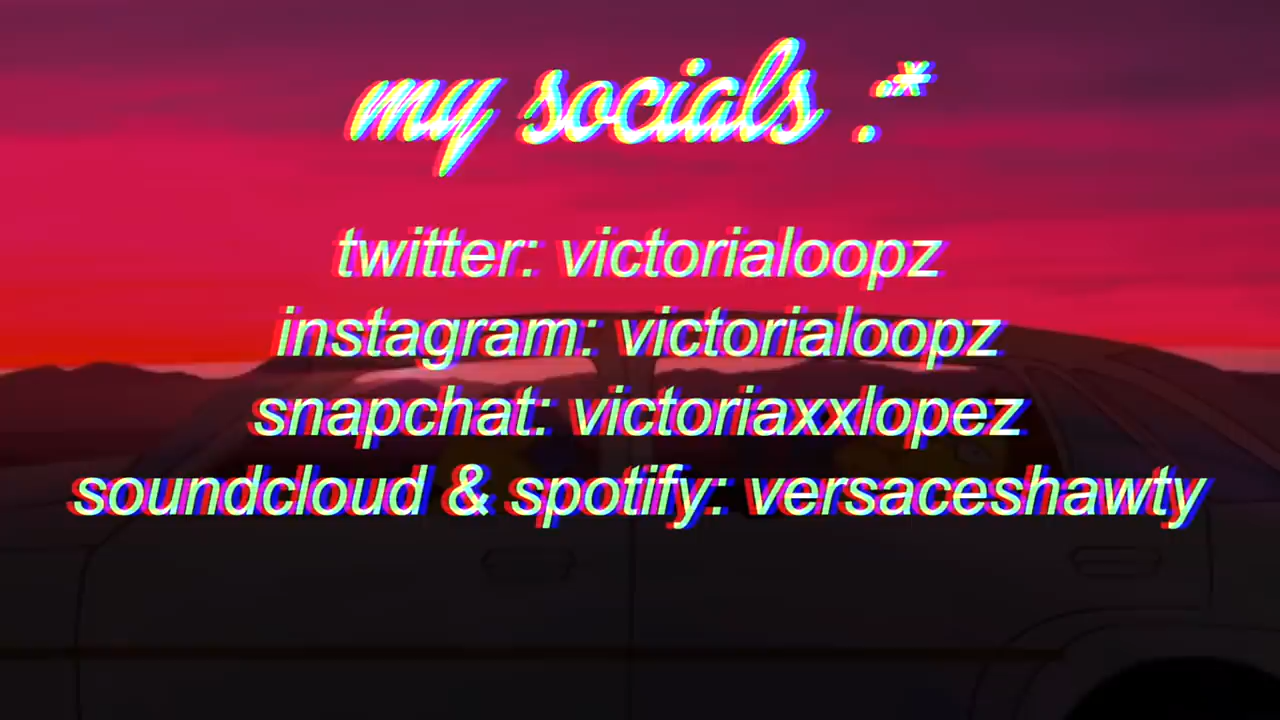 my socials :*
twitter: victorialoopz
instagram: victorialoopz
snapchat: victoriaxxlopez
soundcloud & spotify: versaceshawty